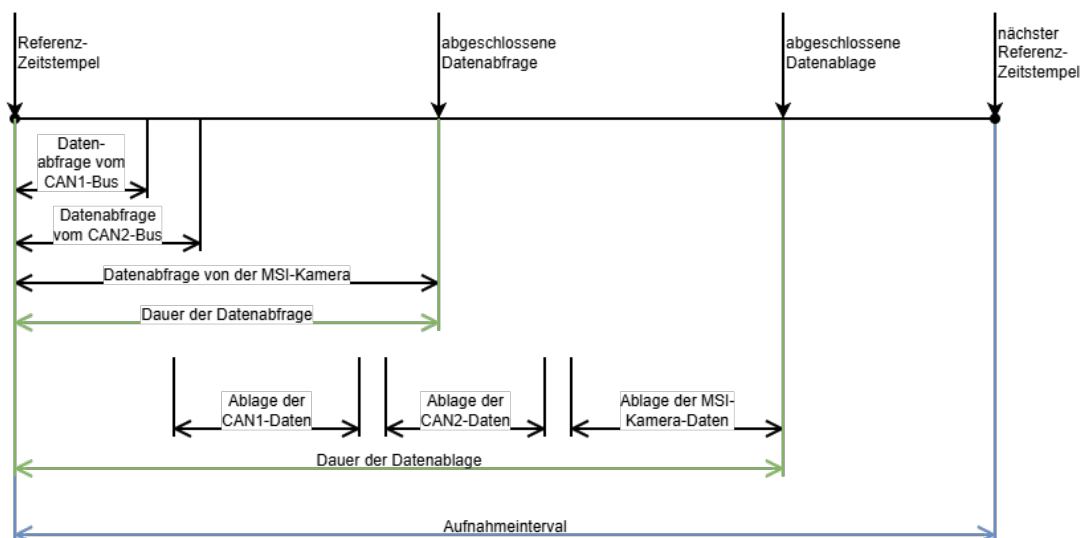 Referenz-
Zeitstempel
abgeschlossene
Datenabfrage
abgeschlossene
Datenablage
nächster
Referenz-
Zeitstempel
Daten-
abfrage vom
CAN1-Bus
Datenabfrage
vom CAN2-Bus
Datenabfrage von der MSI-Kamera
Dauer der Datenabfrage
Ablage der
CAN1-Daten
Ablage der
CAN2-Daten
Ablage der MSI-
Kamera-Daten
Dauer der Datenablage
Aufnahmeinterval